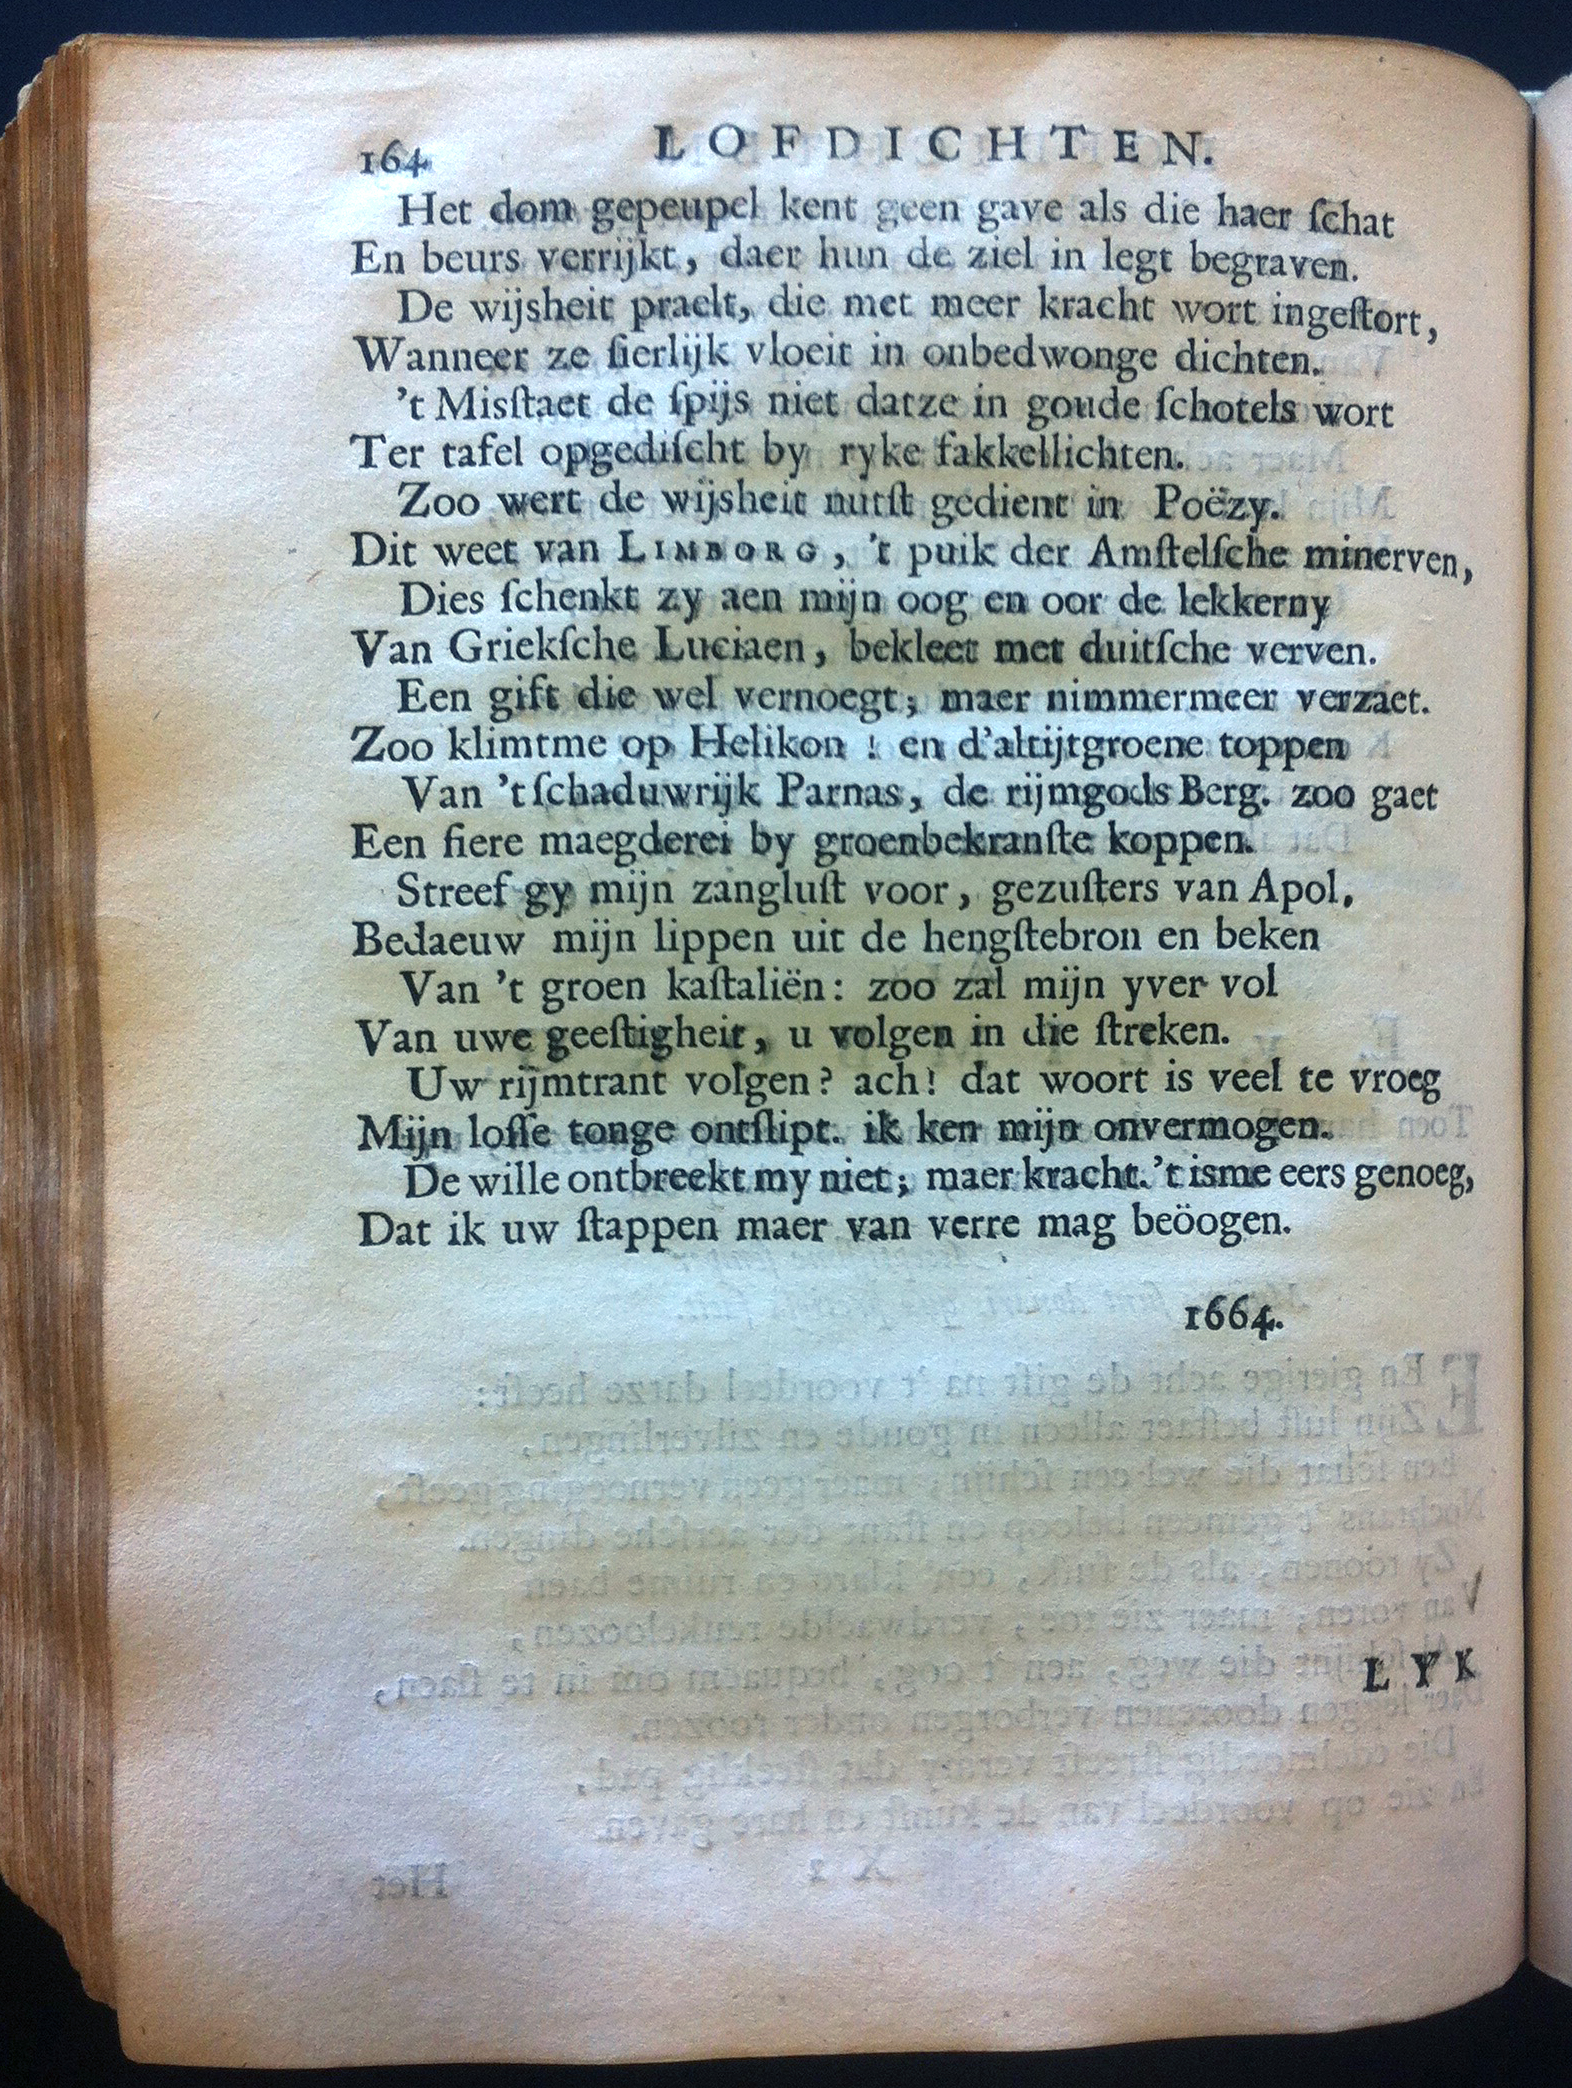 164 LOFDICHTEN.
Het dom gepeupel kent geen gave als die haer ſchat
En beurs verrijkt, daer hun de ziel in legt begraven.
De wijsheit praelt, die met meer kracht wort ingeſtort,
Wanneer ze ſierlijk vloeit in onbedwonge dichten.
't Misſtaet de ſpijs niet datze in goude ſchotels wort
Ter tafel opgediſcht by ryke fakkellichten.
Zoo wert de wijsheit nutſt gedient in Poëzy.
Dit weet van LIMBORG, 't puik der Amſtelſche minerven,
Dies ſchenkt zy aen mijn oog en oor de lekkerny
Van Griekſche Luciaen, bekleet met duitſche verven.
Een gift die wel vernoegt; maer nimmermeer verzaet.
Zoo klimtme op Helikon ! en d'altijtgroene toppen
Van 't ſchaduwrijk Parnas, de rijmgods Berg. zoo gaet
Een fiere maegderei by groenbekranſte koppen.
Streef gy mijn zangluſt voor, gezuſters van Apol,
Bedaeuw mijn lippen uit de hengſtebron en beken
Van 't groen kaſtaliën: zoo zal mijn yver vol
Van uwe geeſtigheit, u volgen in die ſtreken.
Uw rijmtrant volgen? ach! dat woort is veel te vroeg
Mijn loſſe tonge ontſlipt. ik ken mijn onvermogen.
De wille ontbreekt my niet; maer kracht. 't isme eers genoeg,
Dat ik uw ſtappen maer van verre mag beöogen.
1664.
LYK